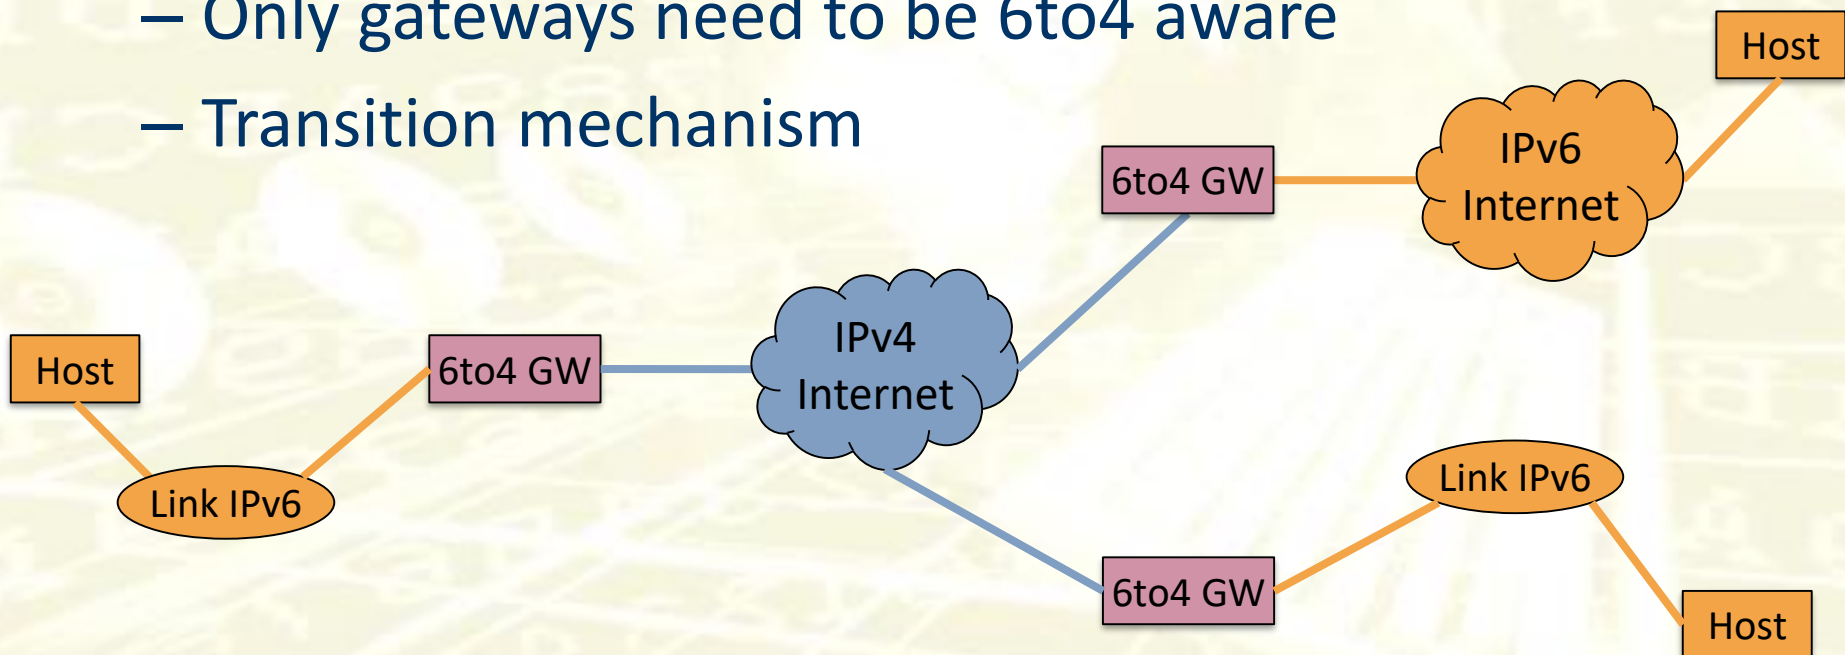 – Only gateways need to be 6to4 aware
– Transition mechanism
Host
IPv6
Internet
6to4 GW
IPv4
Internet
Host
6to4 GW
Link IPv6
Link IPv6
6to4 GW
Host